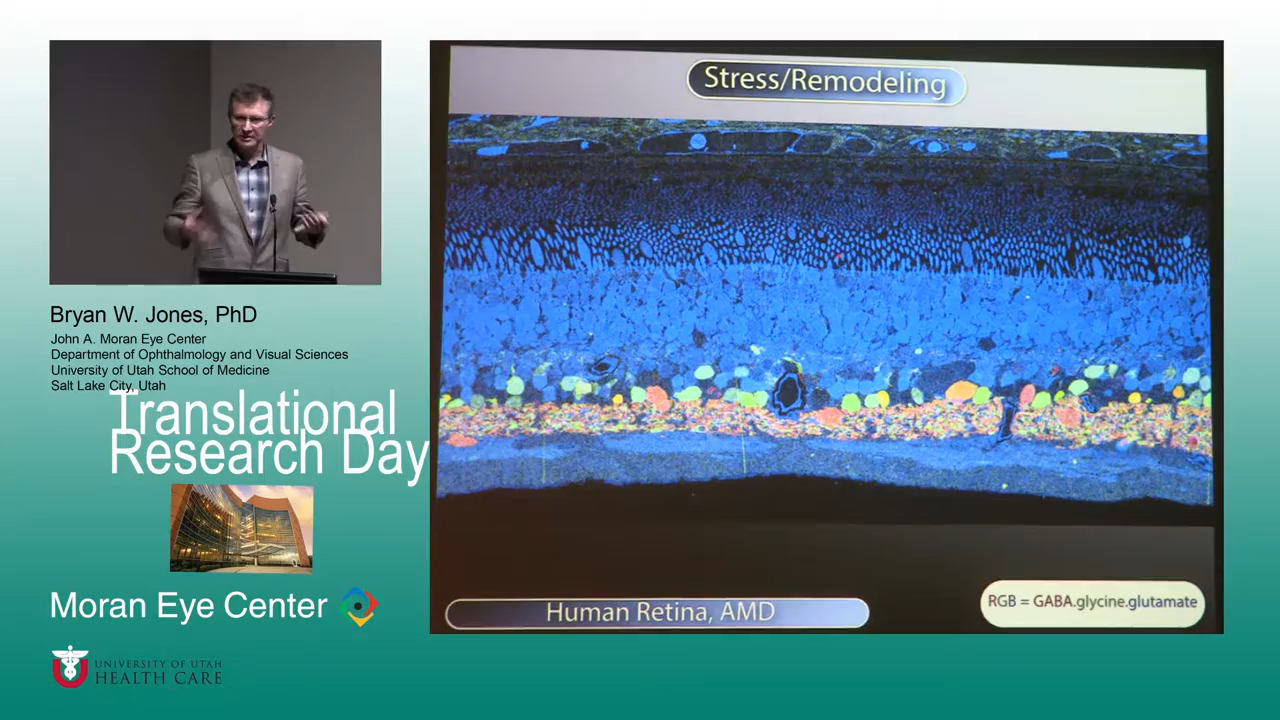 Bryan W. Jones, PhD
John A. Moran Eye Center
Department of Ophthalmology and Visual Sciences
University of Utah School of Medicine
Salt Lake City, Utah
Translational
Research Day
Moran Eye Center
UNIVERSITY OF UTAH
HEALTH CARE
Stress/Remodeling
Human Retina, AMD
RGB = GABA.glycine.glutamate